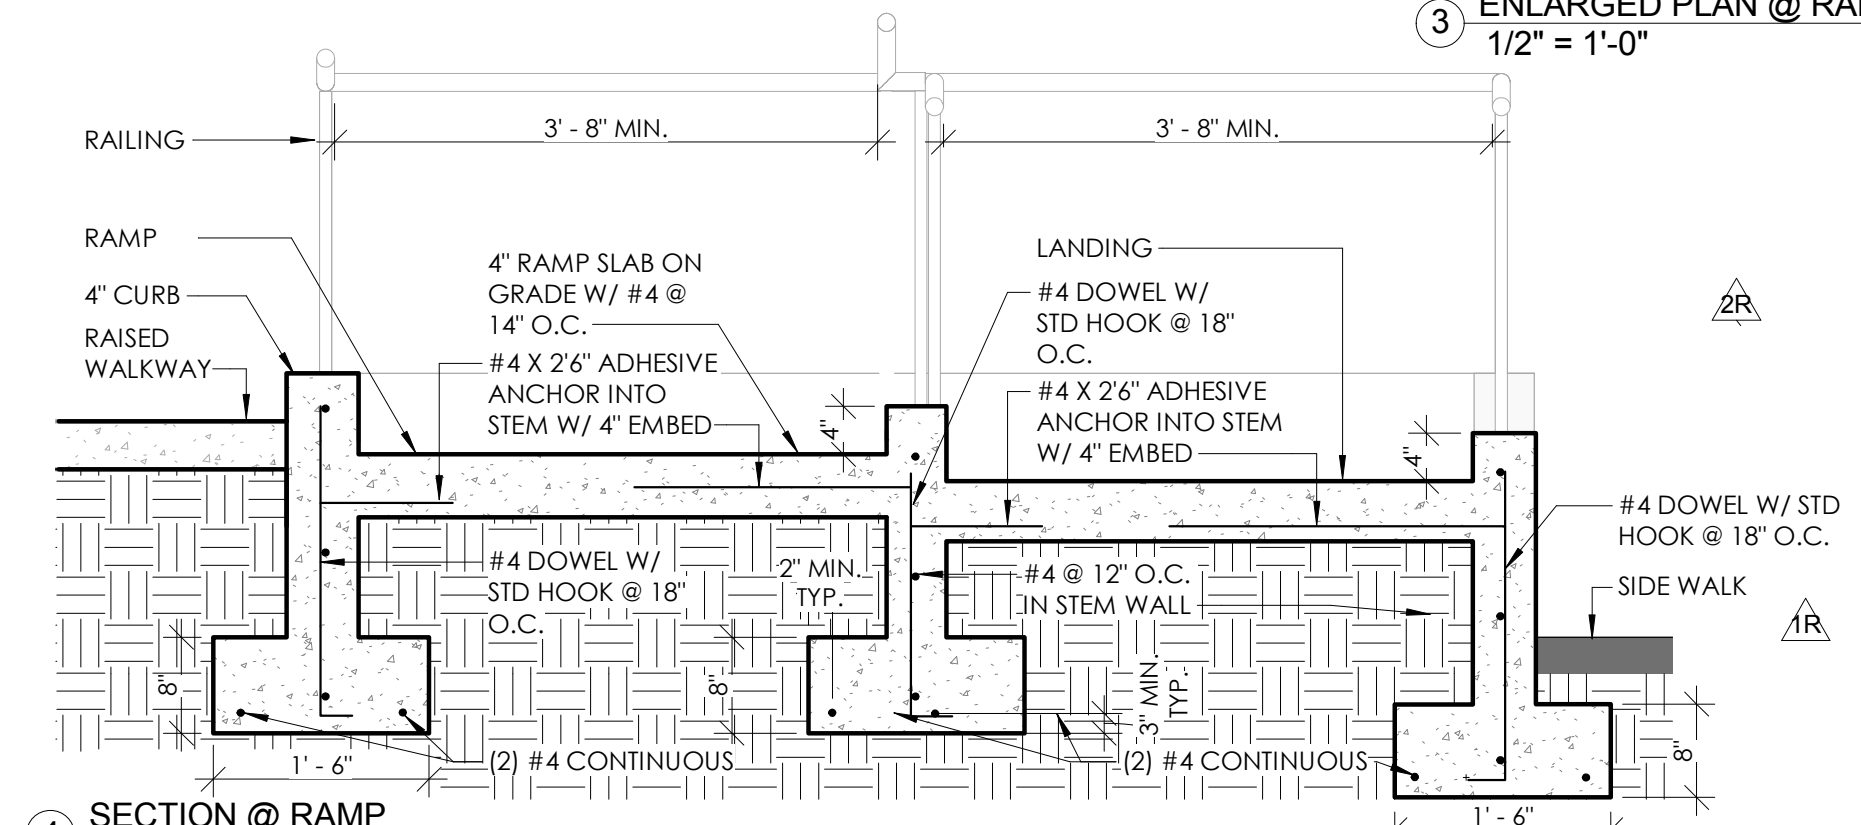 3
1/2" = 1'-0"
3' - 8" MIN.
3' - 8" MIN.
RAILING
RAMP
4" CURB
RAISED
WALKWAY
4" RAMP SLAB ON
GRADE W/ #4 @
14" O.C.
#4 X 2'6" ADHESIVE
ANCHOR INTO
STEM W/ 4" EMBED
4"
LANDING
#4 DOWEL W/
STD HOOK @ 18"
O.C.
#4 X 2'6" ADHESIVE
ANCHOR INTO STEM
W/ 4" EMBED
4"
2R
#4 DOWEL W/ STD
HOOK @ 18" O.C.
SIDE WALK
1R
#4 DOWEL W/
STD HOOK @ 18"
O.C.
2" MIN.
TYP.
#4 @ 12" O.C.
IN STEM WALL
8"
8"
3" MIN.
TYP.
8"
(2) #4 CONTINUOUS
(2) #4 CONTINUOUS
1' - 6"
1' - 6"
SECTION @ RAMP
ENLARGED PLAN @